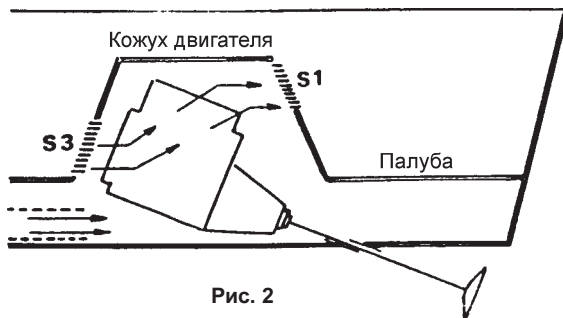 Кожух двигателя
S1
S3
Палуба
Рис. 2